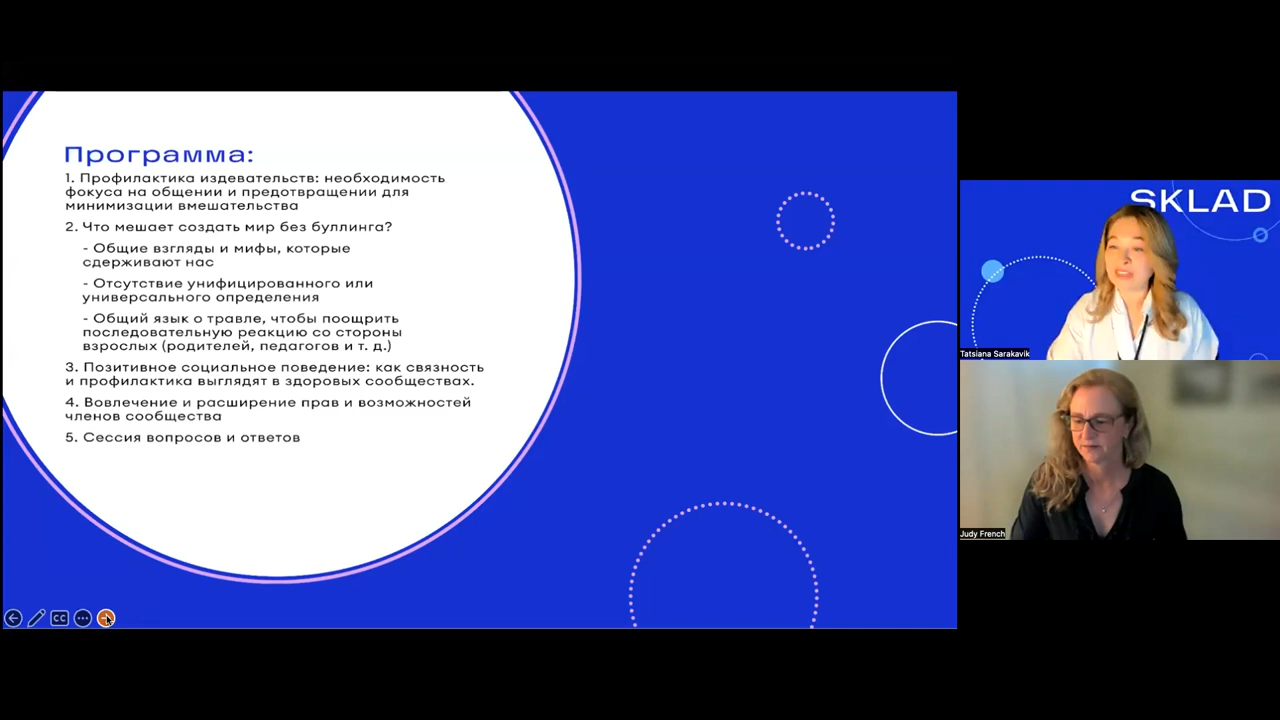 Программа:
1. Профилактика издевательств: необходимость
фокуса на общении и предотвращении для
минимизации вмешательства
2. Что мешает создать мир без буллинга?
- Общие взгляды и мифы, которые
сдерживают нас
- Отсутствие унифицированного или
универсального определения
- Общий язык о травле, чтобы поощрить
последовательную реакцию со стороны
взрослых (родителей, педагогов и т. д.)
3. Позитивное социальное поведение: как связность
и профилактика выглядят в здоровых сообществах.
4. Вовлечение и расширение прав и возможностей
членов сообщества
5. Сессия вопросов и ответов
CC
SKLAD
Tatsiana Sarakavik
Judy French